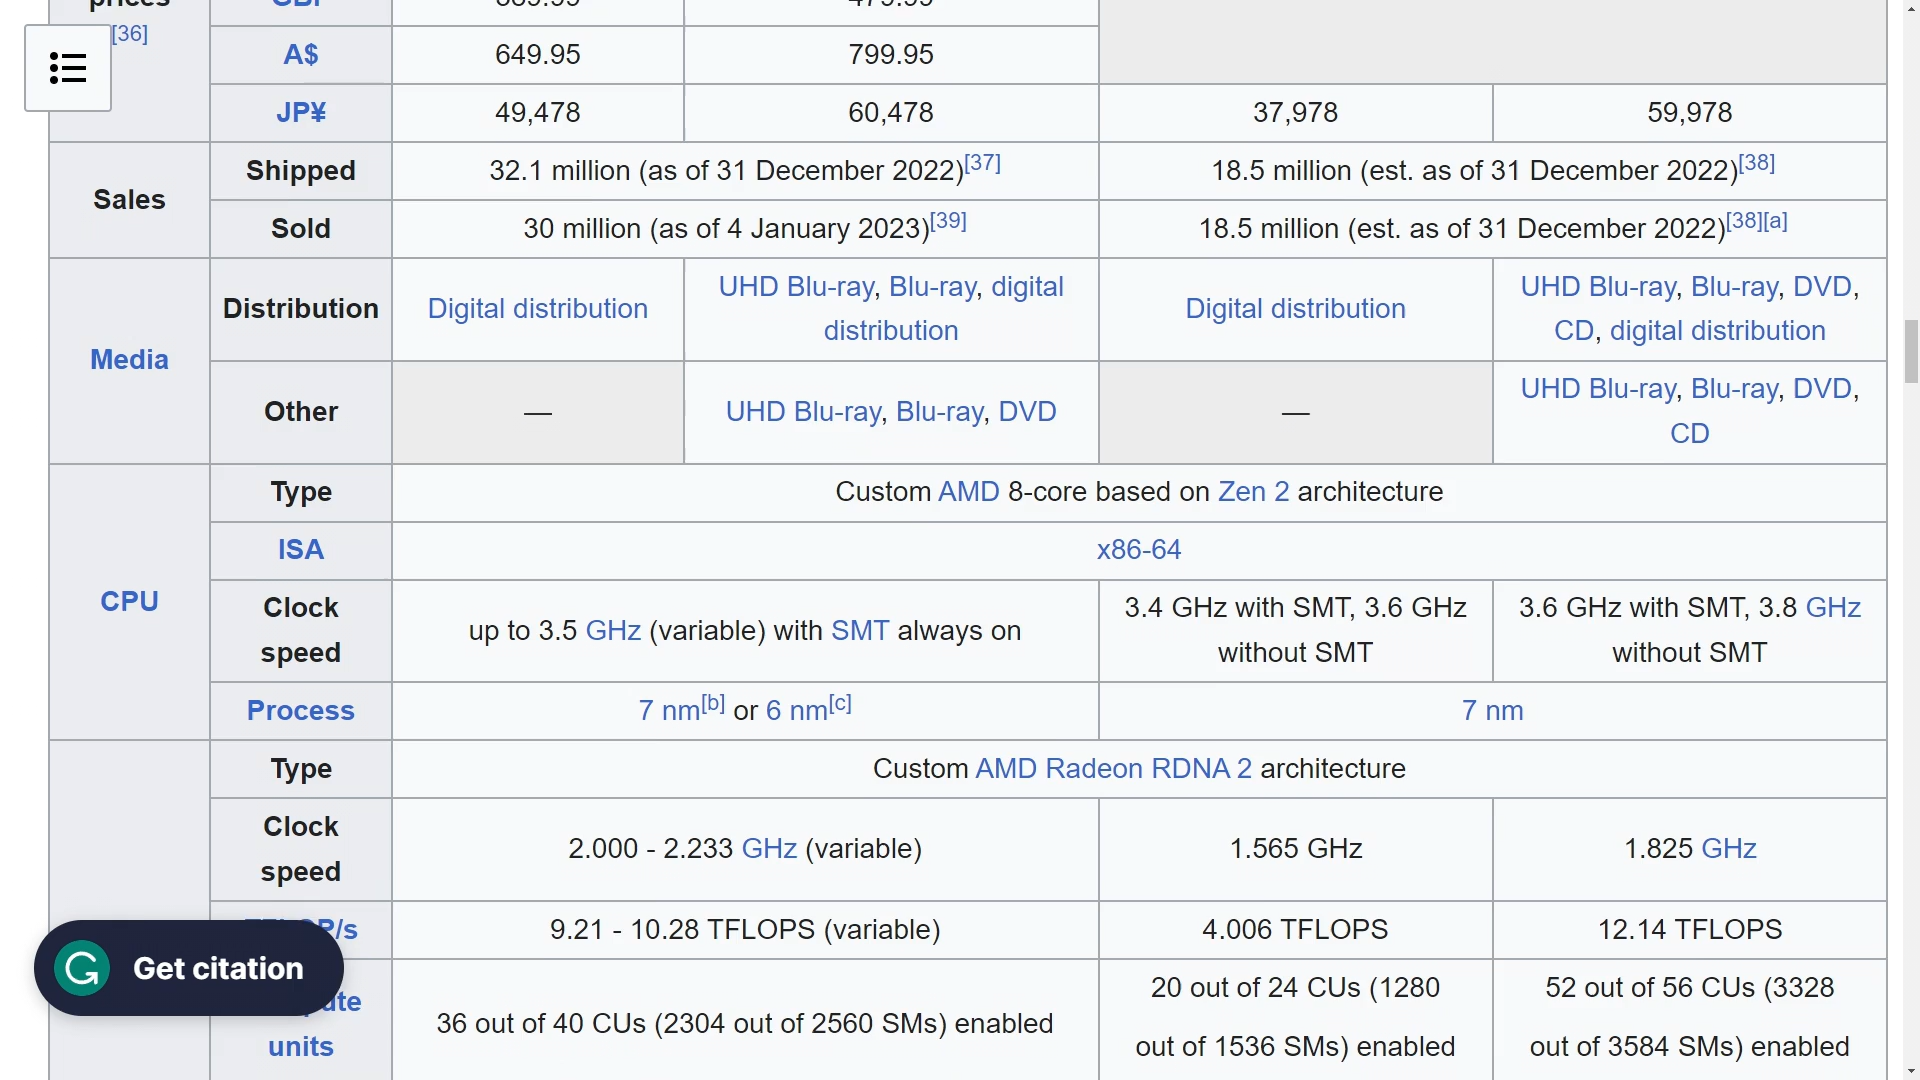 prices
[36]
GBP
479.99
A$
649.95
799.95
JP¥
49,478
60,478
37,978
59,978
Sales
Shipped
32.1 million (as of 31 December 2022)[37]
18.5 million (est. as of 31 December 2022)[38]
Sold
30 million (as of 4 January 2023)[39]
18.5 million (est. as of 31 December 2022)[38][a]
Media
Distribution
Digital distribution
UHD Blu-ray, Blu-ray, digital
distribution
Digital distribution
UHD Blu-ray, Blu-ray, DVD,
CD, digital distribution
Other
—
UHD Blu-ray, Blu-ray, DVD
—
UHD Blu-ray, Blu-ray, DVD,
CD
CPU
Type
Custom AMD 8-core based on Zen 2 architecture
ISA
x86-64
Clock
speed
up to 3.5 GHz (variable) with SMT always on
3.4 GHz with SMT, 3.6 GHz
without SMT
3.6 GHz with SMT, 3.8 GHz
without SMT
Process
7 nm[b] or 6 nm[c]
7 nm
Type
Custom AMD Radeon RDNA 2 architecture
Clock
speed
2.000 - 2.233 GHz (variable)
1.565 GHz
1.825 GHz
9.21 - 10.28 TFLOPS (variable)
4.006 TFLOPS
12.14 TFLOPS
Get citation
units
36 out of 40 CUs (2304 out of 2560 SMs) enabled
20 out of 24 CUs (1280
out of 1536 SMs) enabled
52 out of 56 CUs (3328
out of 3584 SMs) enabled